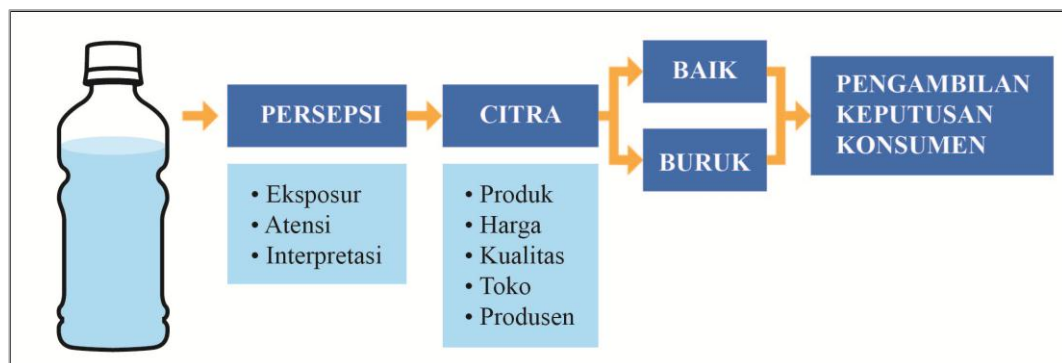 PERSEPSI
• Eksposur
• Atensi
• Interpretasi
CITRA
• Produk
• Harga
• Kualitas
• Toko
• Produsen
BAIK
BURUK
PENGAMBILAN
KEPUTUSAN
KONSUMEN